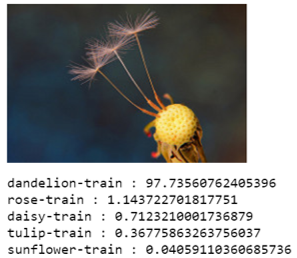 dandelion-train : 97.73560762405396
rose-train : 1.143722701817751
daisy-train : 0.7123210001736879
tulip-train : 0.36775863263756037
sunflower-train : 0.04059110360685736